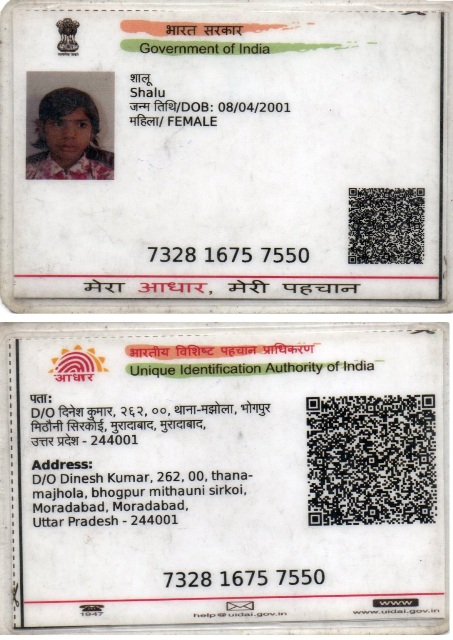 भारत सरकार
Government of India
शालू
Shalu
जन्म तिथि/DOB: 08/04/2001
महिला/ FEMALE
7328 1675 7550
मेरा आधार, मेरी पहचान
भारतीय विशिष्ट पहचान प्राधिकरण
Unique Identification Authority of India
आधार
पता:
D/O दिनेश कुमार, २६२, ००, थाना-मझोला, भोगपुर
मिठौनी सिरकोई, मुरादाबाद, मुरादाबाद,
उत्तर प्रदेश - 244001
Address:
D/O Dinesh Kumar, 262, 00, thana-
majhola, bhogpur mithauni sirkoi,
Moradabad, Moradabad,
Uttar Pradesh - 244001
7328 1675 7550
1947
help@uidai.gov.in
www
www.uidai.gov.in